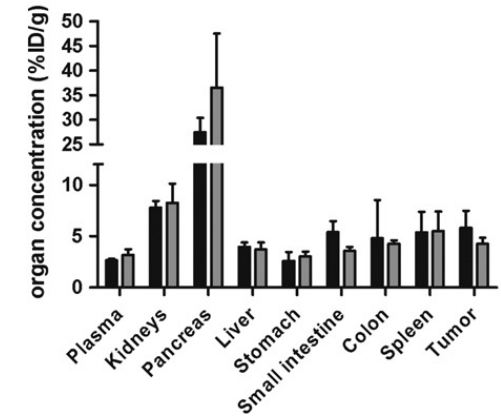 organ concentration (%ID/g)
50
45
40
35
30
25
10
5
0
Plasma
Kidneys
Pancreas
Liver
Stomach
Small intestine
Colon
Spleen
Tumor